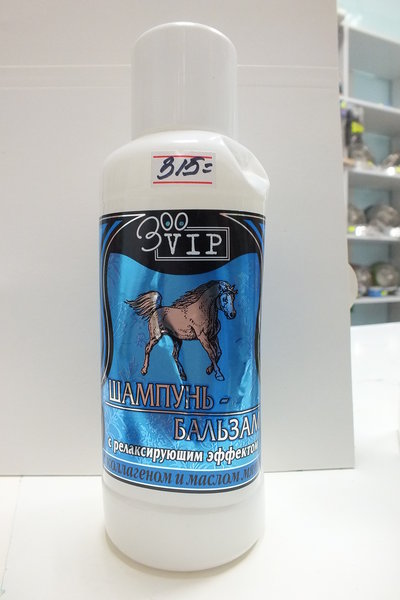 315=
Зоо
VIP
ШАМПУНЬ -
БАЛЬЗАМ
с релаксирующим эффектом
коллагеном и маслом